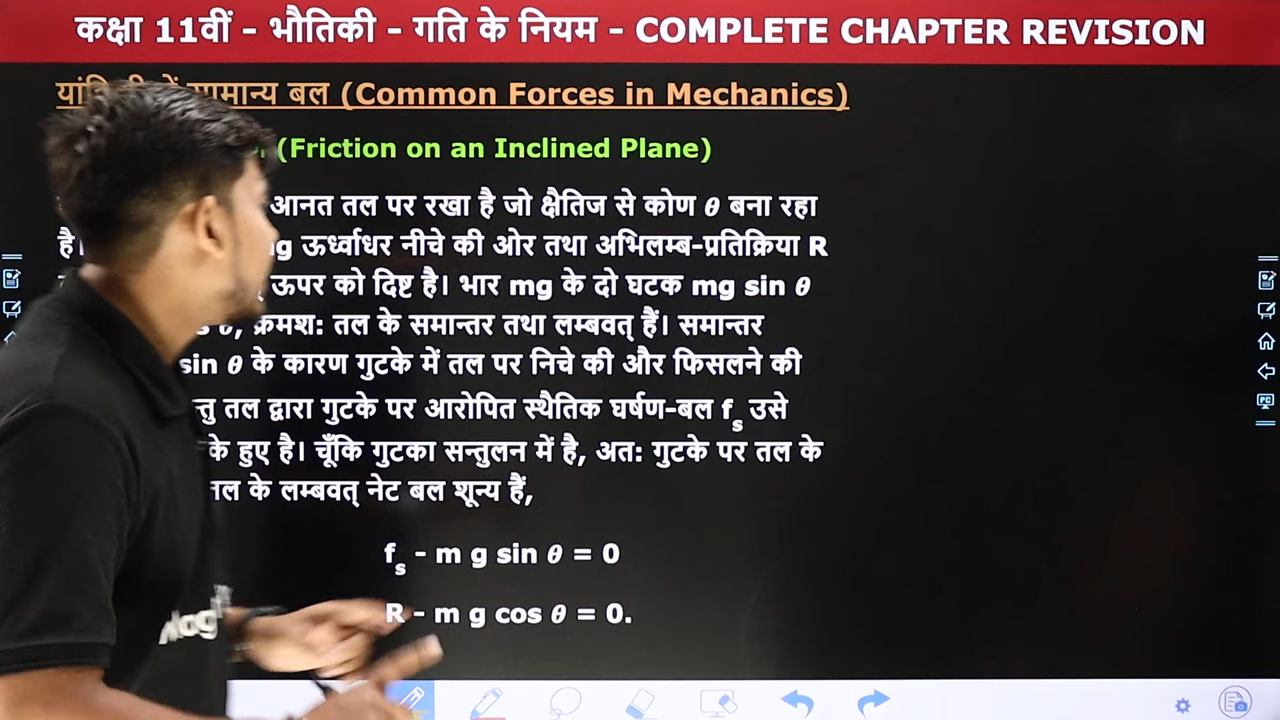 कक्षा 11वीं - भौतिकी - गति के नियम - COMPLETE CHAPTER REVISION
सामान्य बल (Common Forces in Mechanics)
(Friction on an Inclined Plane)
आनत तल पर रखा है जो क्षैतिज से कोण θ बना रहा
है। ऊर्ध्वाधर नीचे की ओर तथा अभिलम्ब-प्रतिक्रिया R
ऊपर को दिष्ट है। भार mg के दो घटक mg sin θ
θ, क्रमश: तल के समान्तर तथा लम्बवत् हैं। समान्तर
sin θ के कारण गुटके में तल पर निचे की और फिसलने की
तल द्वारा गुटके पर आरोपित स्थैतिक घर्षण-बल fs उसे
के हुए है। चूँकि गुटका सन्तुलन में है, अत: गुटके पर तल के
के लम्बवत् नेट बल शून्य हैं,
fs - m g sin θ = 0
R - m g cos θ = 0.
PC